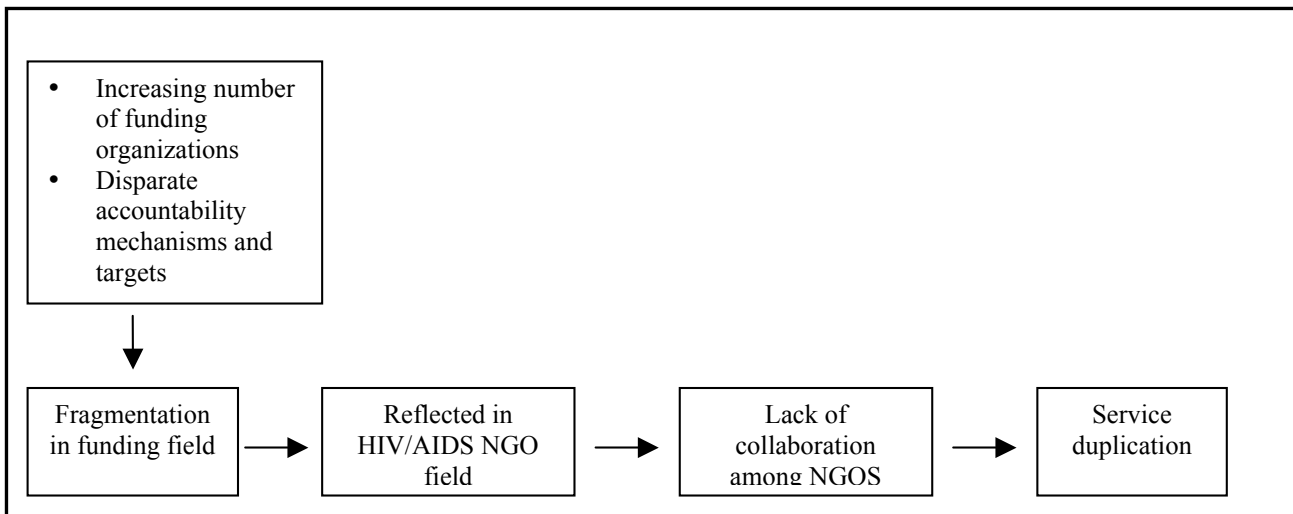 • Increasing number
of funding
organizations
• Disparate
accountability
mechanisms and
targets
Fragmentation
in funding field
Reflected in
HIV/AIDS NGO
field
Lack of
collaboration
among NGOS
Service
duplication